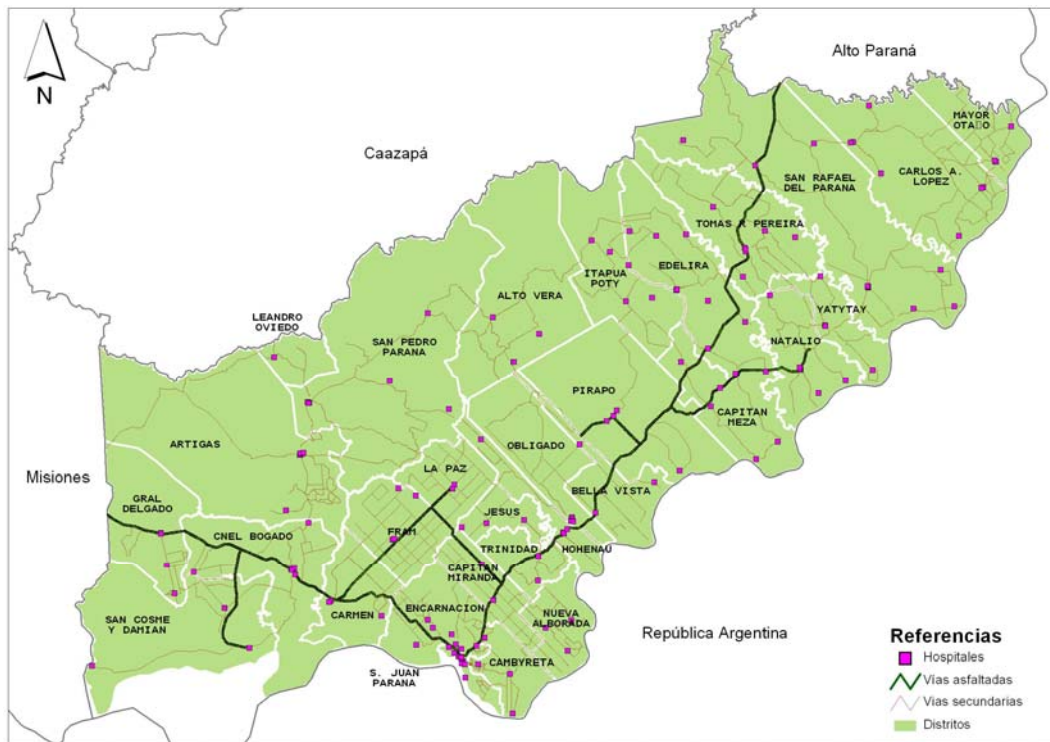 N
Alto Paraná
Caazapá
MAYOR
CARLOS A.
LOPEZ
SAN RAFAEL
DEL PARANA
TOMAS R PEREIRA
EDELIRA
ITAPUA
POTY
ALTO VERA
YATYTAY
NATALIO
LEANDRO
OVIEDO
SAN PEDRO
PARANA
PIRAPO
CAPITAN
MEZA
ARTIGAS
OBLIGADO
Misiones
LA PAZ
BELLA VISTA
GRAL
DELGADO
JESUS
CNEL BOGADO
FRAM
TRINIDAD
HOHENAU
CAPITAN
MIRANDA
SAN COSME
Y DAMIAN
CARMEN
ENCARNACION
NUEVA
ALBORADA
República Argentina
S. JUAN
PARANA
CAMBYRETA
Referencias
Hospitales
Vías asfaltadas
Vias secundarias
Distritos